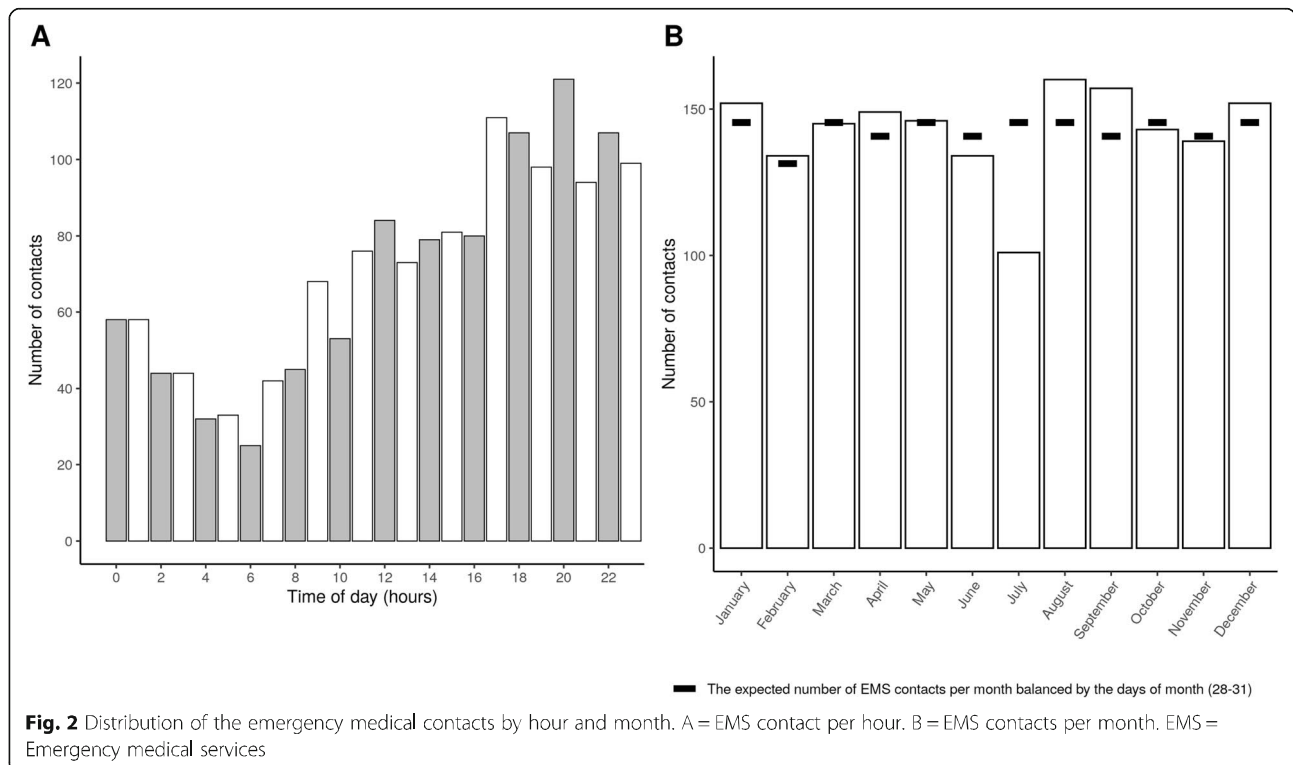 A
Number of contacts
120
100
80
60
40
20
0
0 2 4 6 8 10 12 14 16 18 20 22
Time of day (hours)
B
Number of contacts
150
100
50
0
January February March April May June July August September October November December
The expected number of EMS contacts per month balanced by the days of month (28-31)
Fig. 2 Distribution of the emergency medical contacts by hour and month. A = EMS contact per hour. B = EMS contacts per month. EMS =
Emergency medical services